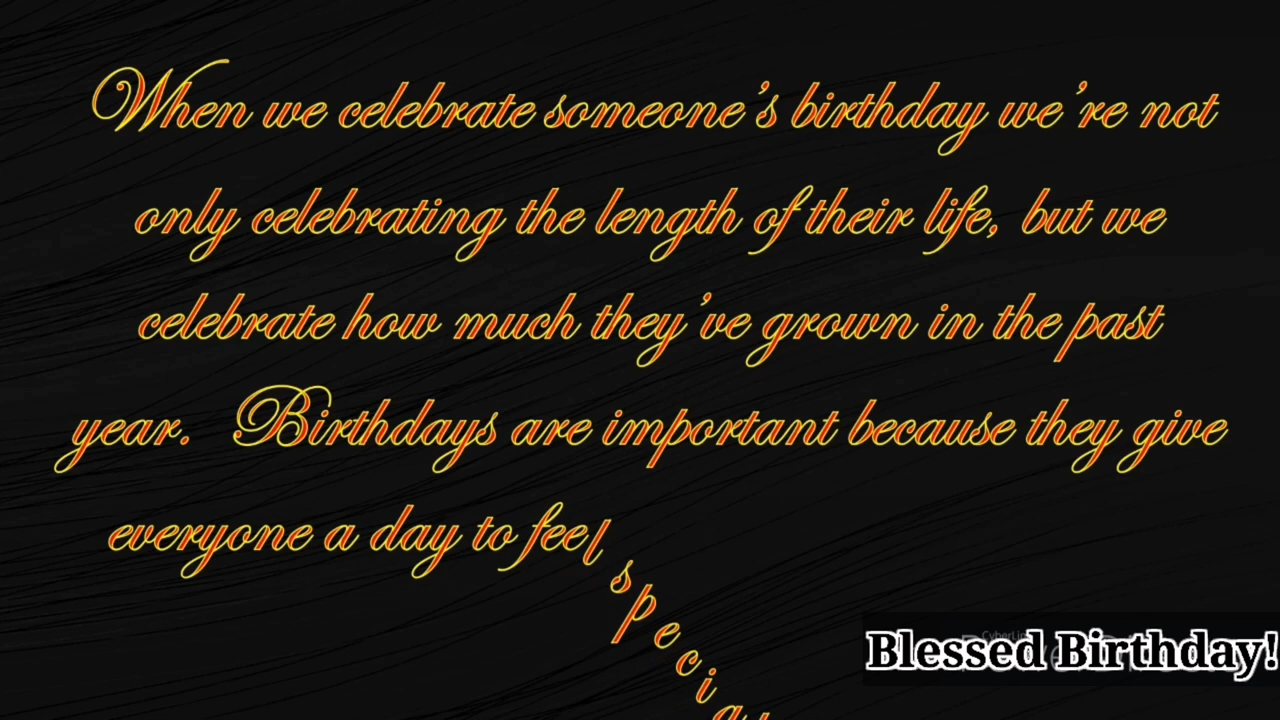 When we celebrate someone's birthday we're not
only celebrating the length of their life, but we
celebrate how much they've grown in the past
year. Birthdays are important because they give
everyone a day to feel
Blessed Birthday!